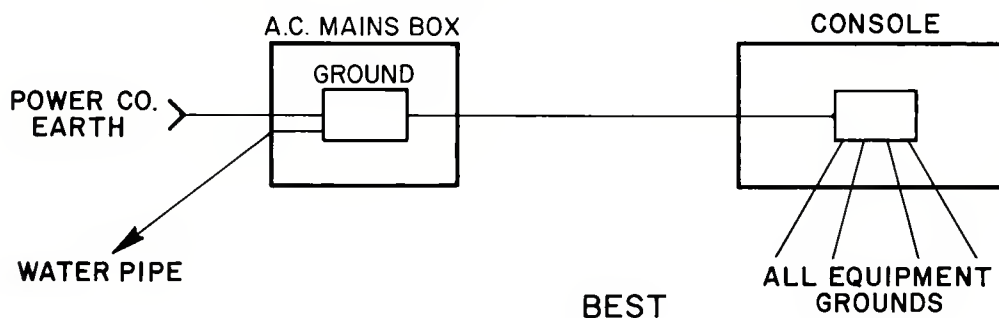 A.C. MAINS BOX
CONSOLE
GROUND
POWER CO.
EARTH
WATER PIPE
ALL EQUIPMENT
GROUNDS
BEST